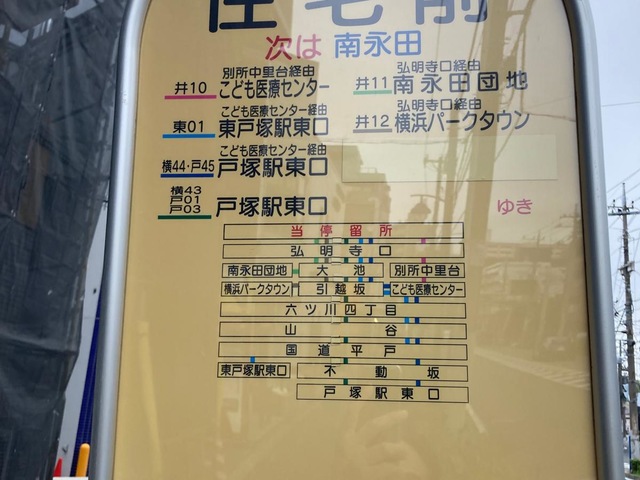 住宅前
次は 南永田
別所中里台経由
井10 こども医療センター
弘明寺口経由
井11 南永田団地
こども医療センター経由
東01 東戸塚駅東口
弘明寺口経由
井12 横浜パークタウン
こども医療センター経由
横44・戸45 戸塚駅東口
横43
戸01
戸03 戸塚駅東口
ゆき
当停留所
弘明寺口
南永田団地 大池 別所中里台
横浜パークタウン 引越坂 こども医療センター
六ツ川四丁目
山谷
国道平戸
東戸塚駅東口 不動坂
戸塚駅東口